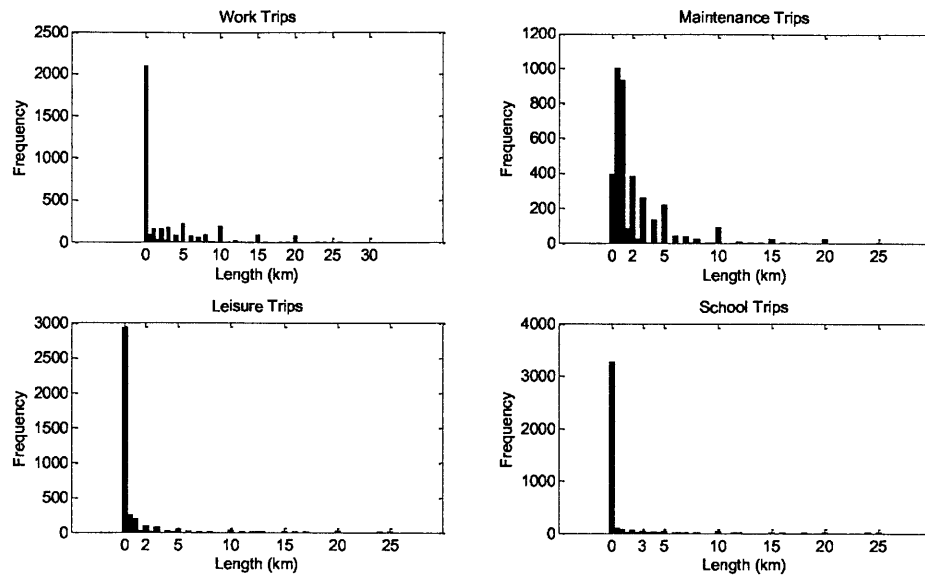 Work Trips
2500
2000
1500
1000
500
0
Frequency
0 5 10 15 20 25 30
Length (km)
Maintenance Trips
1200
1000
800
600
400
200
0
Frequency
0 2 5 10 15 20 25
Length (km)
Leisure Trips
3000
2500
2000
1500
1000
500
0
Frequency
0 2 5 10 15 20 25
Length (km)
School Trips
4000
3000
2000
1000
0
Frequency
0 3 5 10 15 20 25
Length (km)